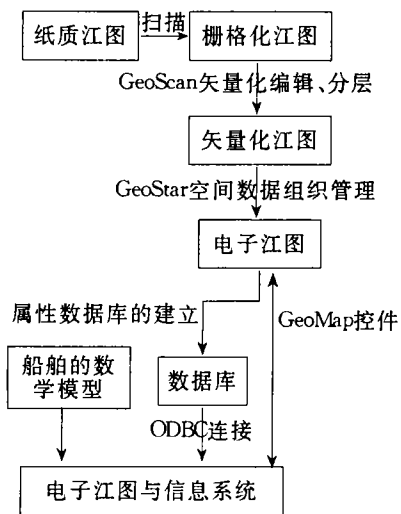 纸质江图
扫描
栅格化江图
GeoScan矢量化编辑、分层
矢量化江图
GeoStar空间数据组织管理
电子江图
属性数据库的建立
GeoMap控件
船舶的数
学模型
数据库
ODBC连接
电子江图与信息系统